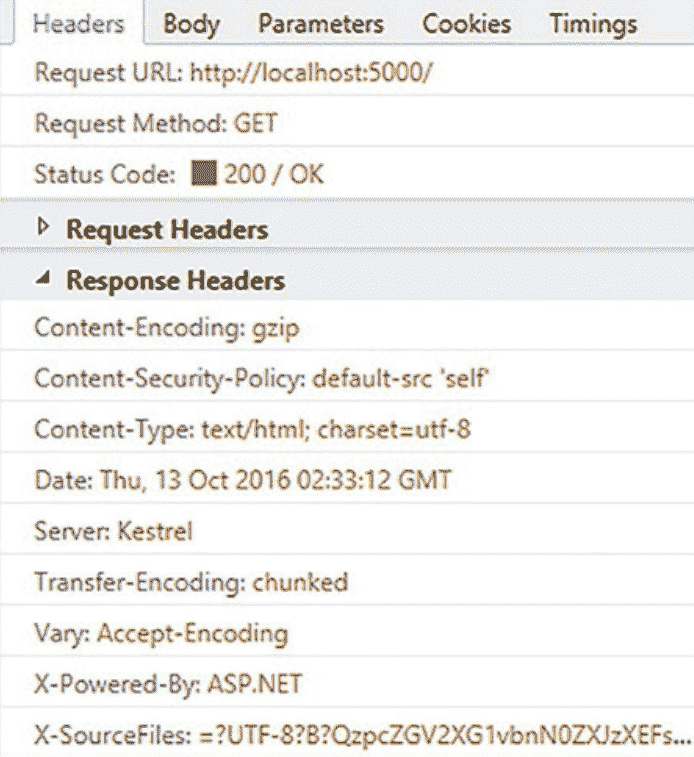 Headers Body Parameters Cookies Timings
Request URL: http://localhost:5000/
Request Method: GET
Status Code: 200 / OK
Request Headers
Response Headers
Content-Encoding: gzip
Content-Security-Policy: default-src 'self'
Content-Type: text/html; charset=utf-8
Date: Thu, 13 Oct 2016 02:33:12 GMT
Server: Kestrel
Transfer-Encoding: chunked
Vary: Accept-Encoding
X-Powered-By: ASP.NET
X-SourceFiles: =?UTF-8?B?QzpcZGV2XG1vbnN0ZXJzXEFs...